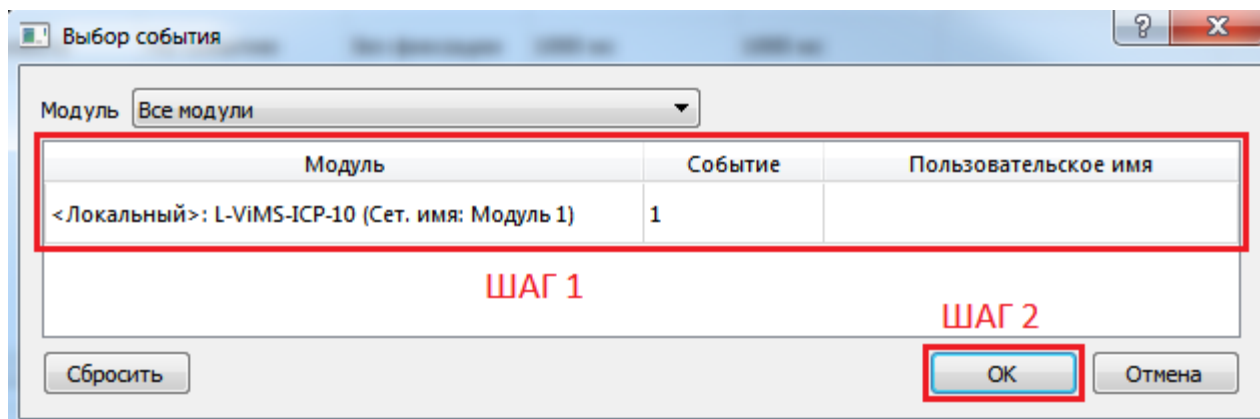 Выбор события
Модуль Все модули
Модуль Событие Пользовательское имя
<Локальный>: L-ViMS-ICP-10 (Сет. имя: Модуль 1) 1
ШАГ 1
ШАГ 2
Сбросить OK Отмена